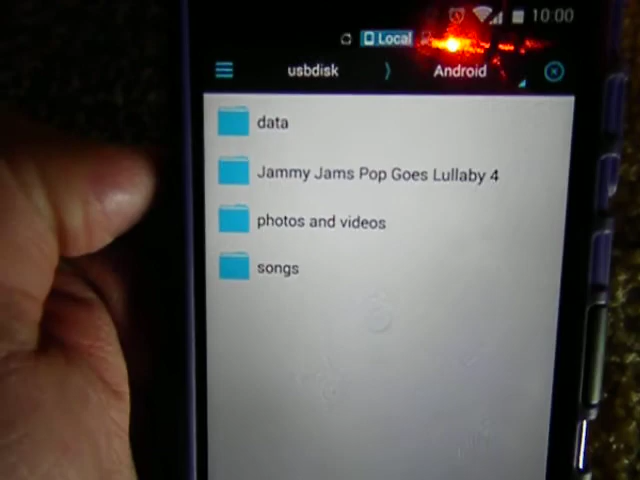 10:00
Local
usbdisk 〉 Android
data
Jammy Jams Pop Goes Lullaby 4
photos and videos
songs